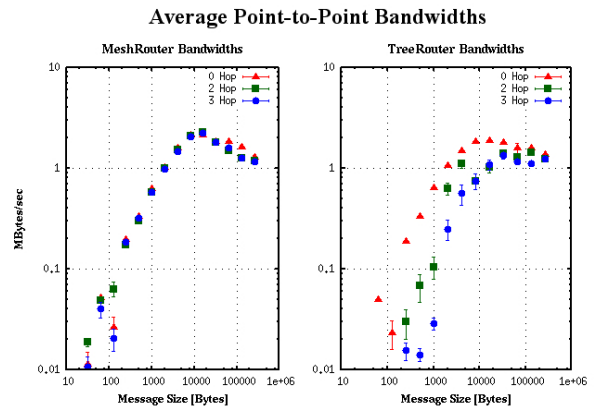 Average Point-to-Point Bandwidths
MeshRouter Bandwidths
TreeRouter Bandwidths
MBytes/sec
10
1
0.1
0.01
10
100
1000
10000
100000
1e+06
Message Size [Bytes]
0 Hop
2 Hop
3 Hop
10
1
0.1
0.01
10
100
1000
10000
100000
1e+06
Message Size [Bytes]
0 Hop
2 Hop
3 Hop